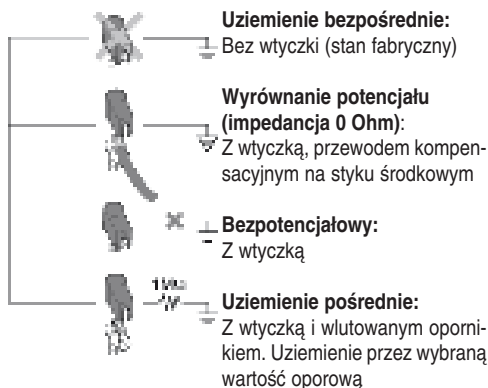 Uziemienie bezpośrednie:
Bez wtyczki (stan fabryczny)
Wyrównanie potencjału
(impedancja 0 Ohm):
Z wtyczką, przewodem kompen-
sacyjnym na styku środkowym
Bezpotencjałowy:
Z wtyczką
1MΩ
Uziemienie pośrednie:
Z wtyczką i wlutowanym oporni-
kiem. Uziemienie przez wybraną
wartość oporową